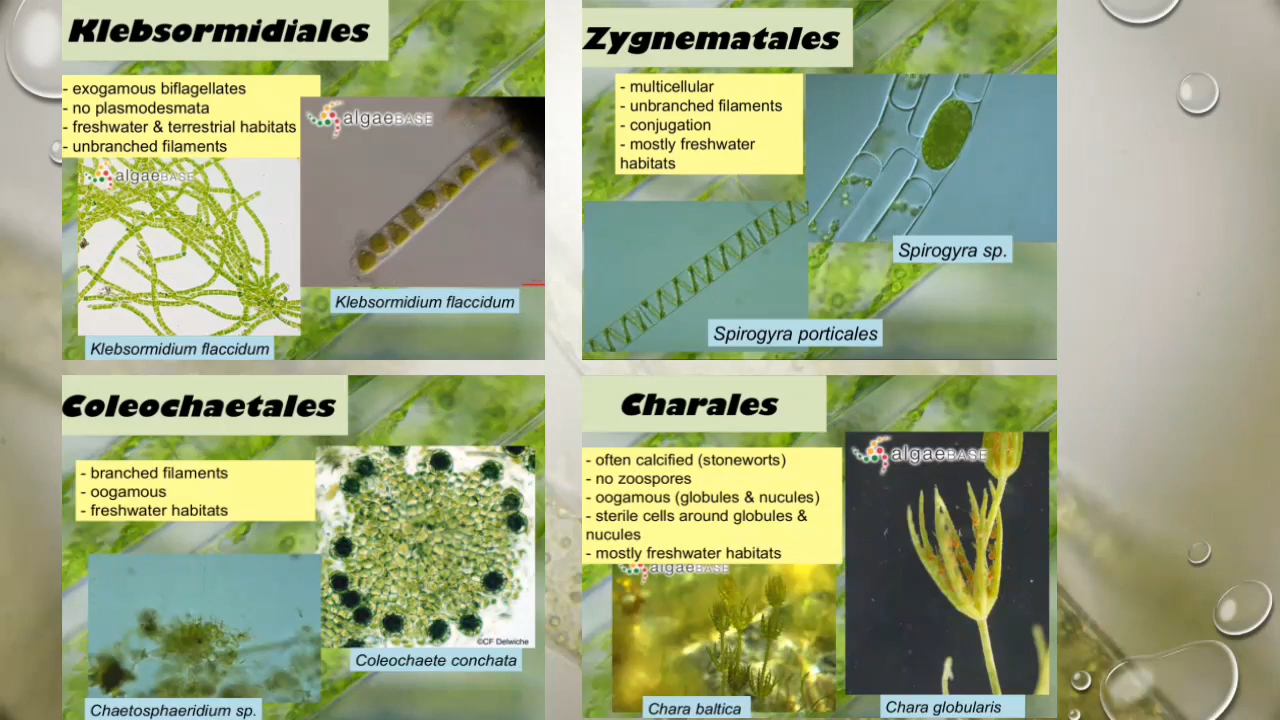 Klebsormidiales
- exogamous biflagellates
- no plasmodesmata
- freshwater & terrestrial habitats
- unbranched filaments
algaeBASE
algaeBASE
Klebsormidium flaccidum
Klebsormidium flaccidum
Zygnematales
- multicellular
- unbranched filaments
- conjugation
- mostly freshwater
habitats
Spirogyra sp.
Spirogyra porticales
Coleochaetales
- branched filaments
- oogamous
- freshwater habitats
©CF Delwiche
Coleochaete conchata
Chaetosphaeridium sp.
Charales
- often calcified (stoneworts)
- no zoospores
- oogamous (globules & nucules)
- sterile cells around globules &
nucules
- mostly freshwater habitats
algaeBASE
algaeBASE
Chara baltica
Chara globularis